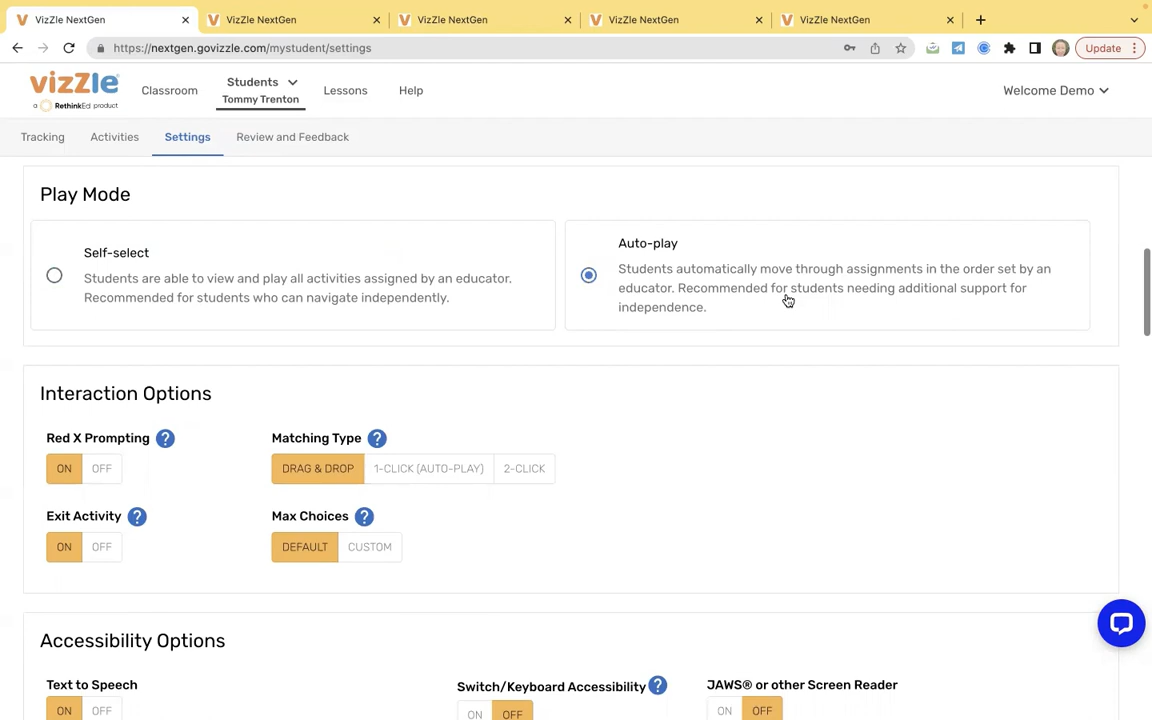 VizZle NextGen
VizZle NextGen
VizZle NextGen
VizZle NextGen
VizZle NextGen
https://nextgen.govizzle.com/mystudent/settings
Update
vizzle
a RethinkEd product
Classroom
Students
Tommy Trenton
Lessons
Help
Welcome Demo
Tracking
Activities
Settings
Review and Feedback
Play Mode
Self-select
Students are able to view and play all activities assigned by an educator.
Recommended for students who can navigate independently.
Auto-play
Students automatically move through assignments in the order set by an
educator. Recommended for students needing additional support for
independence.
Interaction Options
Red X Prompting ?
ON OFF
Matching Type ?
DRAG & DROP 1-CLICK (AUTO-PLAY) 2-CLICK
Exit Activity ?
ON OFF
Max Choices ?
DEFAULT CUSTOM
Accessibility Options
Text to Speech
ON OFF
Switch/Keyboard Accessibility ?
ON OFF
JAWS® or other Screen Reader
ON OFF